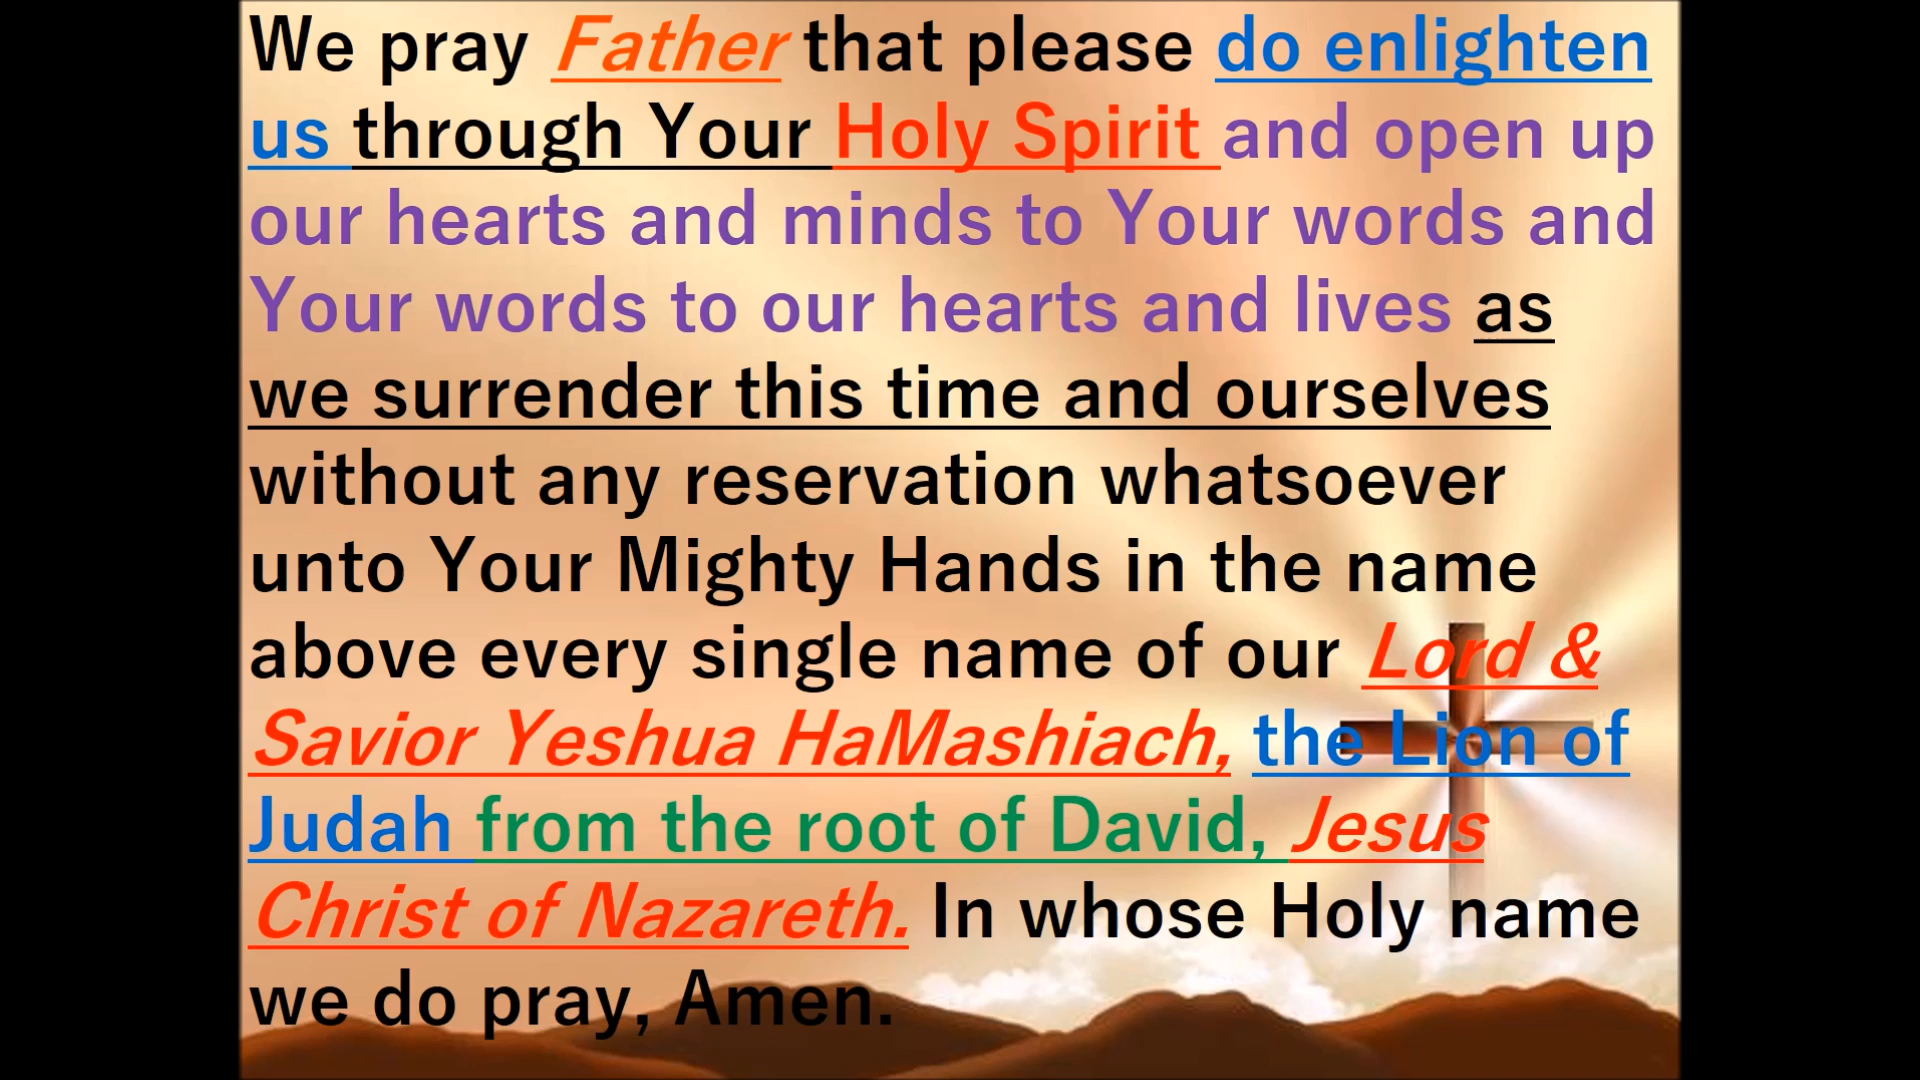 We pray Father that please do enlighten
us through Your Holy Spirit and open up
our hearts and minds to Your words and
Your words to our hearts and lives as
we surrender this time and ourselves
without any reservation whatsoever
unto Your Mighty Hands in the name
above every single name of our Lord &
Savior Yeshua HaMashiach, the Lion of
Judah from the root of David, Jesus
Christ of Nazareth. In whose Holy name
we do pray, Amen.